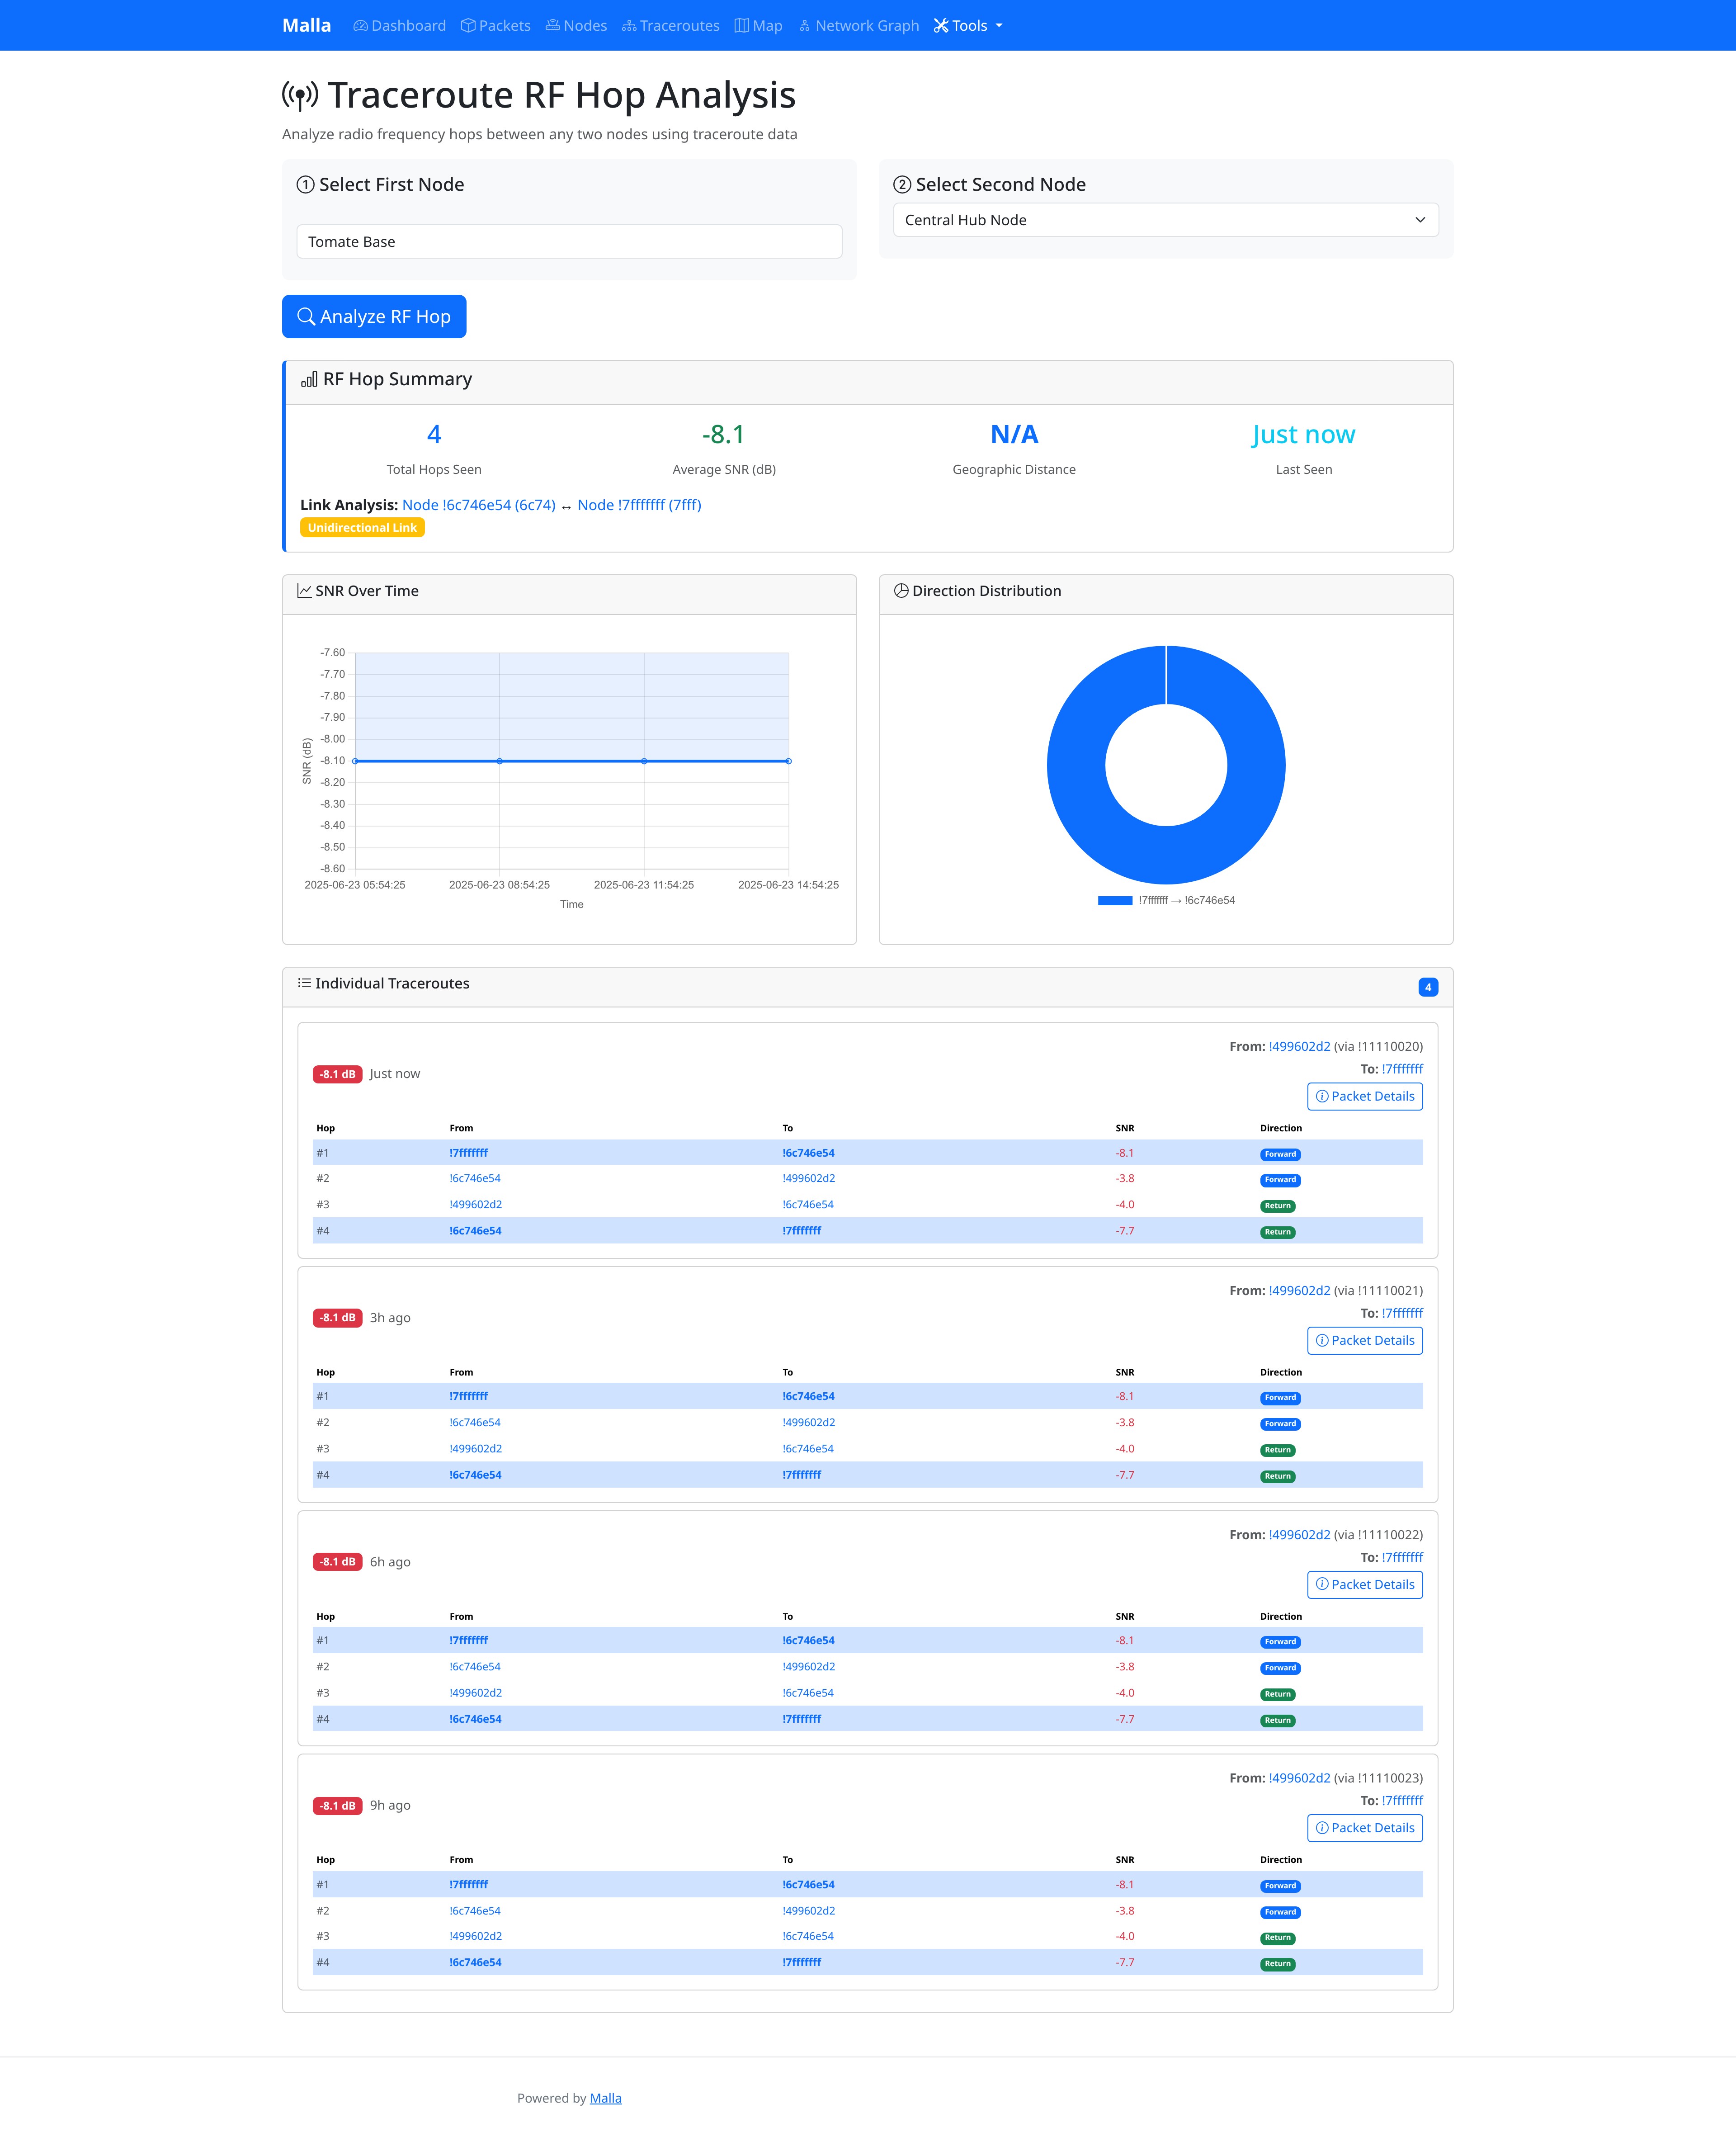 Malla Dashboard Packets Nodes Traceroutes Map Network Graph Tools
Traceroute RF Hop Analysis
Analyze radio frequency hops between any two nodes using traceroute data
1 Select First Node
Tomate Base
2 Select Second Node
Central Hub Node
Analyze RF Hop
RF Hop Summary
4
Total Hops Seen
-8.1
Average SNR (dB)
N/A
Geographic Distance
Just now
Last Seen
Link Analysis: Node !6c746e54 (6c74) ↔ Node !7fffffff (7fff)
Unidirectional Link
SNR Over Time
-7.60
-7.70
-7.80
-7.90
-8.00
-8.10
-8.20
-8.30
-8.40
-8.50
-8.60
SNR (dB)
2025-06-23 05:54:25 2025-06-23 08:54:25 2025-06-23 11:54:25 2025-06-23 14:54:25
Time
Direction Distribution
!7fffffff → !6c746e54
Individual Traceroutes 4
From: !499602d2 (via !11110020)
-8.1 dB Just now
To: !7fffffff
Packet Details
Hop From To SNR Direction
#1 !7fffffff !6c746e54 -8.1 Forward
#2 !6c746e54 !499602d2 -3.8 Forward
#3 !499602d2 !6c746e54 -4.0 Return
#4 !6c746e54 !7fffffff -7.7 Return
From: !499602d2 (via !11110021)
-8.1 dB 3h ago
To: !7fffffff
Packet Details
Hop From To SNR Direction
#1 !7fffffff !6c746e54 -8.1 Forward
#2 !6c746e54 !499602d2 -3.8 Forward
#3 !499602d2 !6c746e54 -4.0 Return
#4 !6c746e54 !7fffffff -7.7 Return
From: !499602d2 (via !11110022)
-8.1 dB 6h ago
To: !7fffffff
Packet Details
Hop From To SNR Direction
#1 !7fffffff !6c746e54 -8.1 Forward
#2 !6c746e54 !499602d2 -3.8 Forward
#3 !499602d2 !6c746e54 -4.0 Return
#4 !6c746e54 !7fffffff -7.7 Return
From: !499602d2 (via !11110023)
-8.1 dB 9h ago
To: !7fffffff
Packet Details
Hop From To SNR Direction
#1 !7fffffff !6c746e54 -8.1 Forward
#2 !6c746e54 !499602d2 -3.8 Forward
#3 !499602d2 !6c746e54 -4.0 Return
#4 !6c746e54 !7fffffff -7.7 Return
Powered by Malla